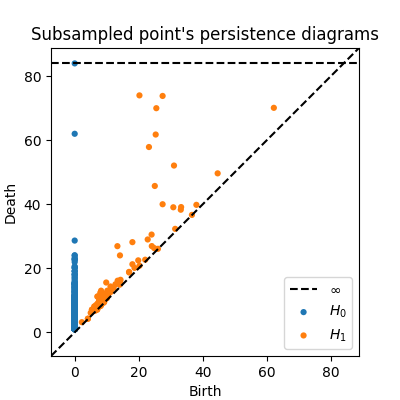 Subsampled point's persistence diagrams
Death
80
60
40
20
0
0 20 40 60 80
Birth
∞
H₀
H₁